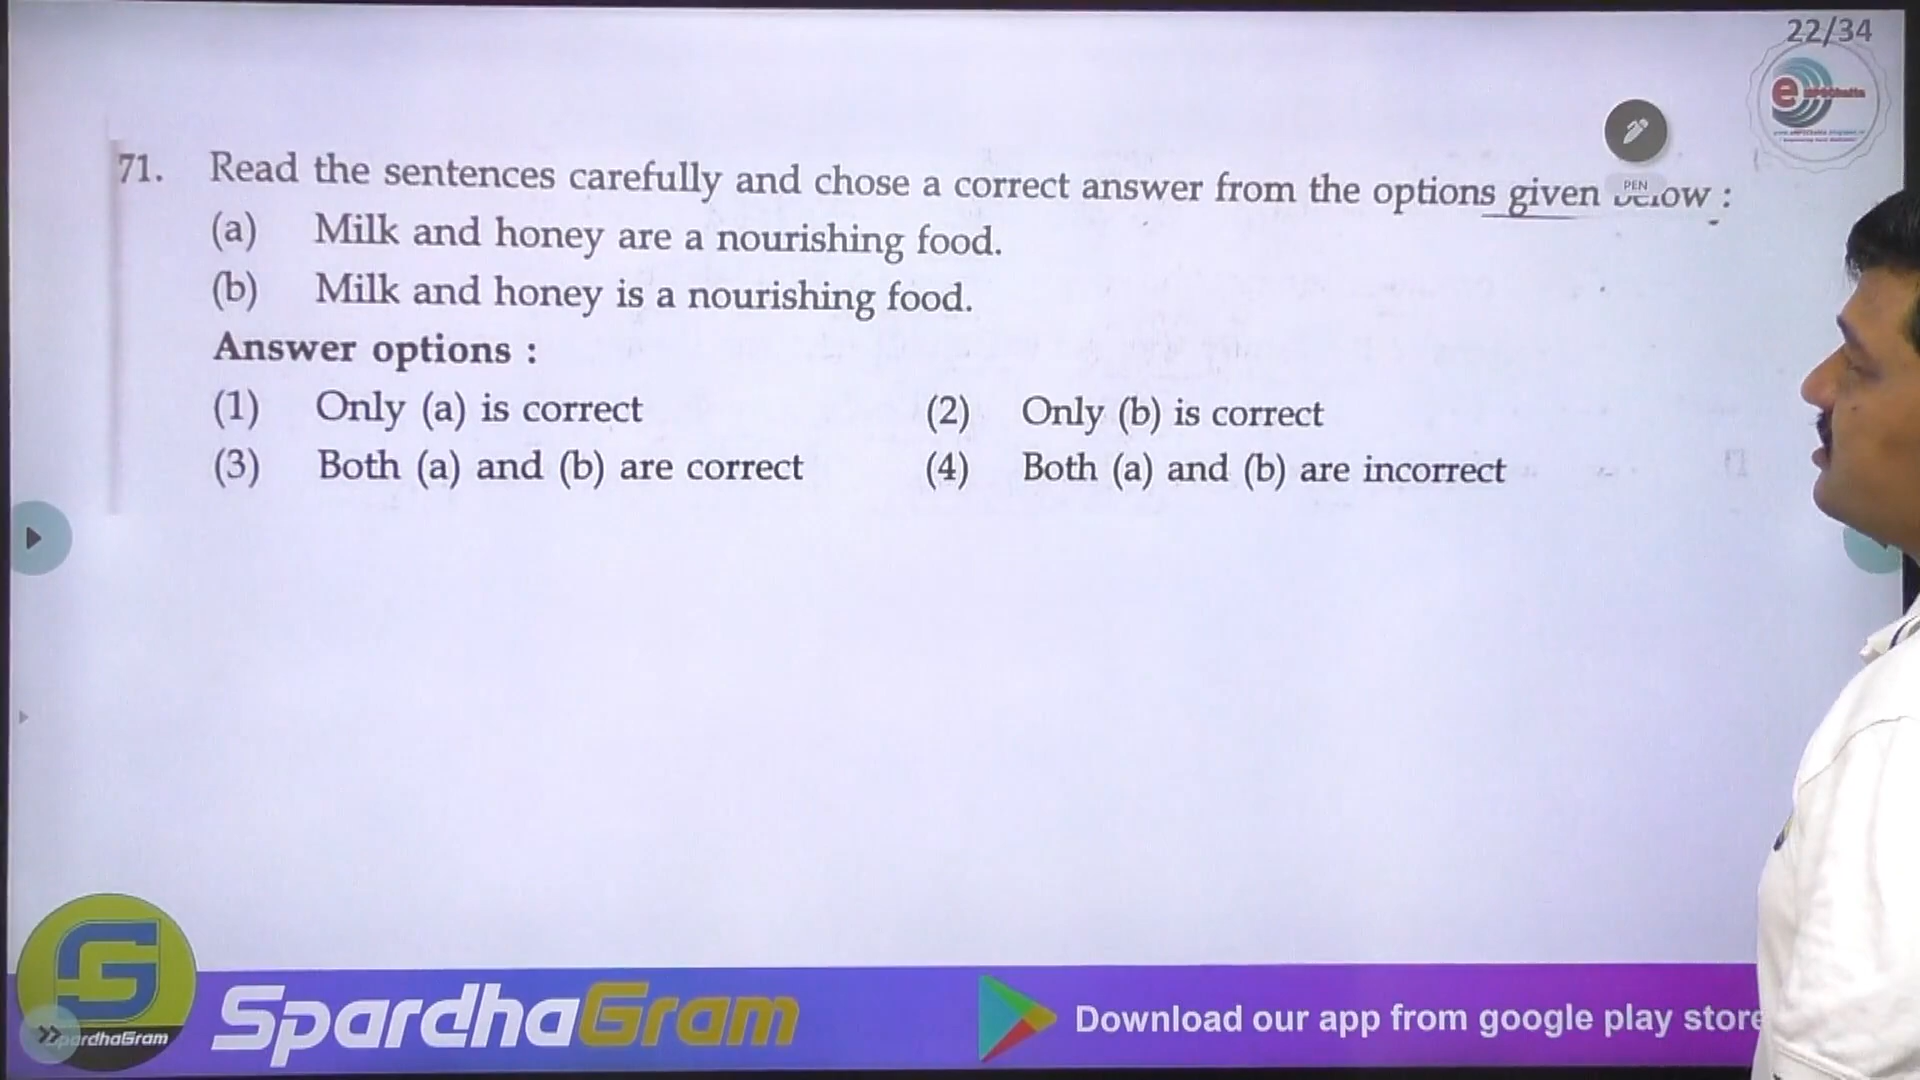 22/34
71. Read the sentences carefully and chose a correct answer from the options given below :
PEN
(a) Milk and honey are a nourishing food.
(b) Milk and honey is a nourishing food.
Answer options :
(1) Only (a) is correct (2) Only (b) is correct
(3) Both (a) and (b) are correct (4) Both (a) and (b) are incorrect
SpardhaGram
Download our app from google play store